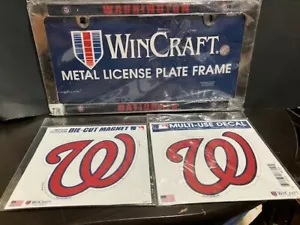 WASHINGTON
WINCRAFT.
METAL LICENSE PLATE FRAME
NATIONALS
DIE-CUT MAGNET
MULTI-USE DECAL
W
W